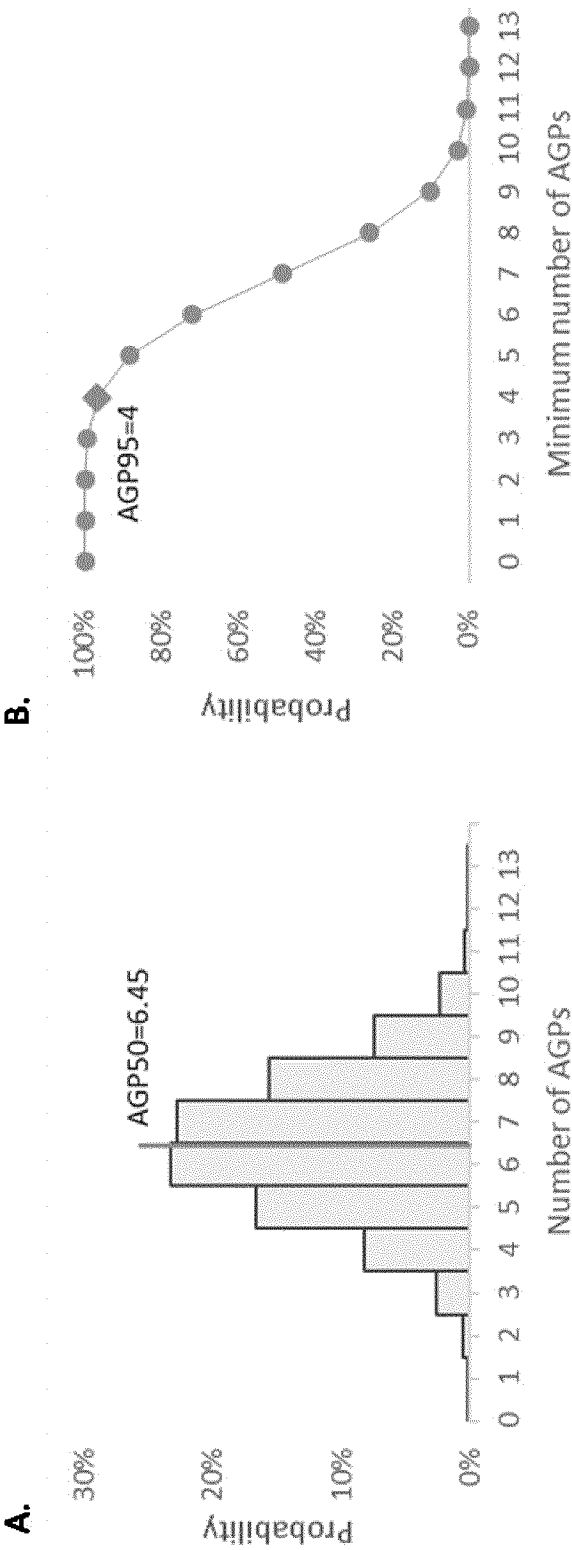 A.
Probability
30%
20%
10%
0%
AGP50=6.45
0 1 2 3 4 5 6 7 8 9 10 11 12 13
Number of AGPs
B.
Probability
100%
80%
60%
40%
20%
0%
AGP95=4
0 1 2 3 4 5 6 7 8 9 10 11 12 13
Minimum number of AGPs